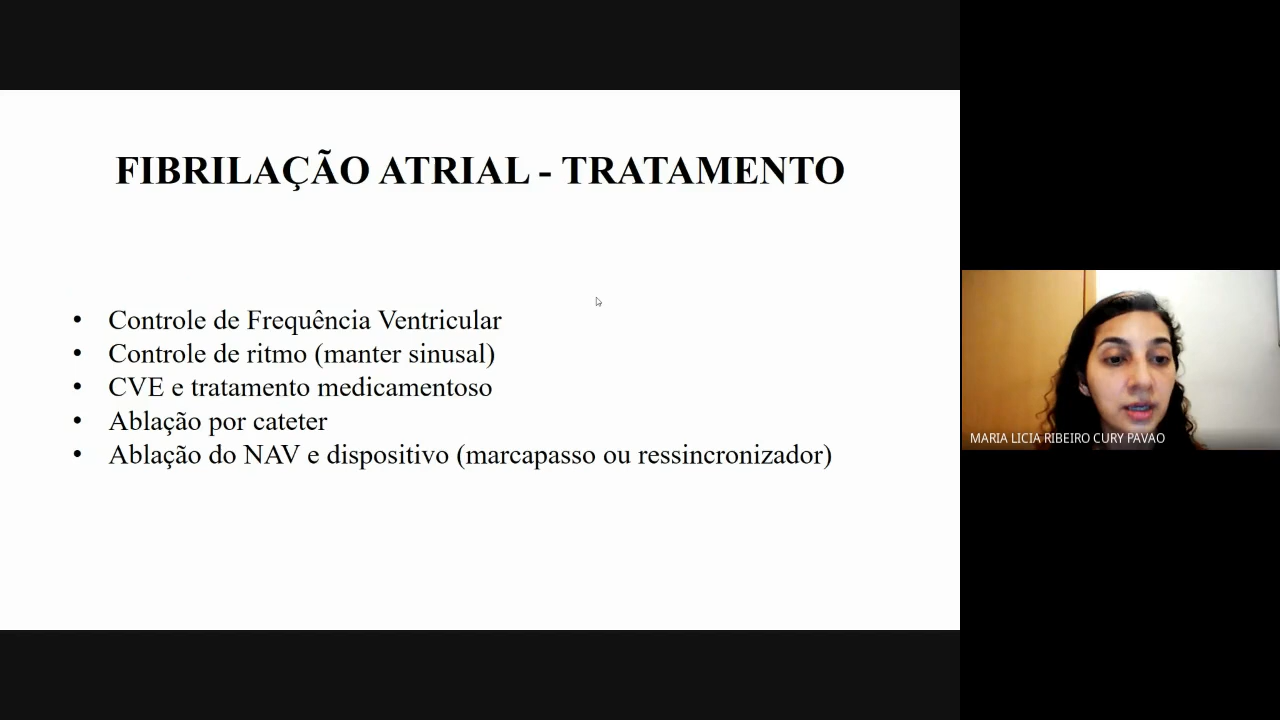 FIBRILAÇÃO ATRIAL - TRATAMENTO
• Controle de Frequência Ventricular
• Controle de ritmo (manter sinusal)
• CVE e tratamento medicamentoso
• Ablação por cateter
• Ablação do NAV e dispositivo (marcapasso ou ressincronizador)
MARIA LICIA RIBEIRO CURY PAVAO